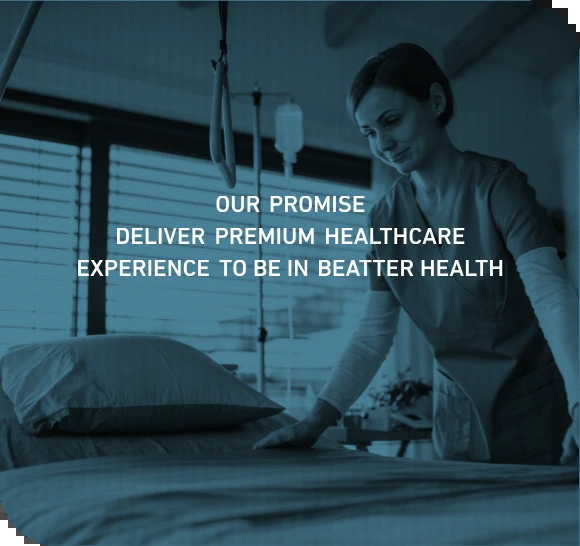 OUR PROMISE
DELIVER PREMIUM HEALTHCARE
EXPERIENCE TO BE IN BEATTER HEALTH